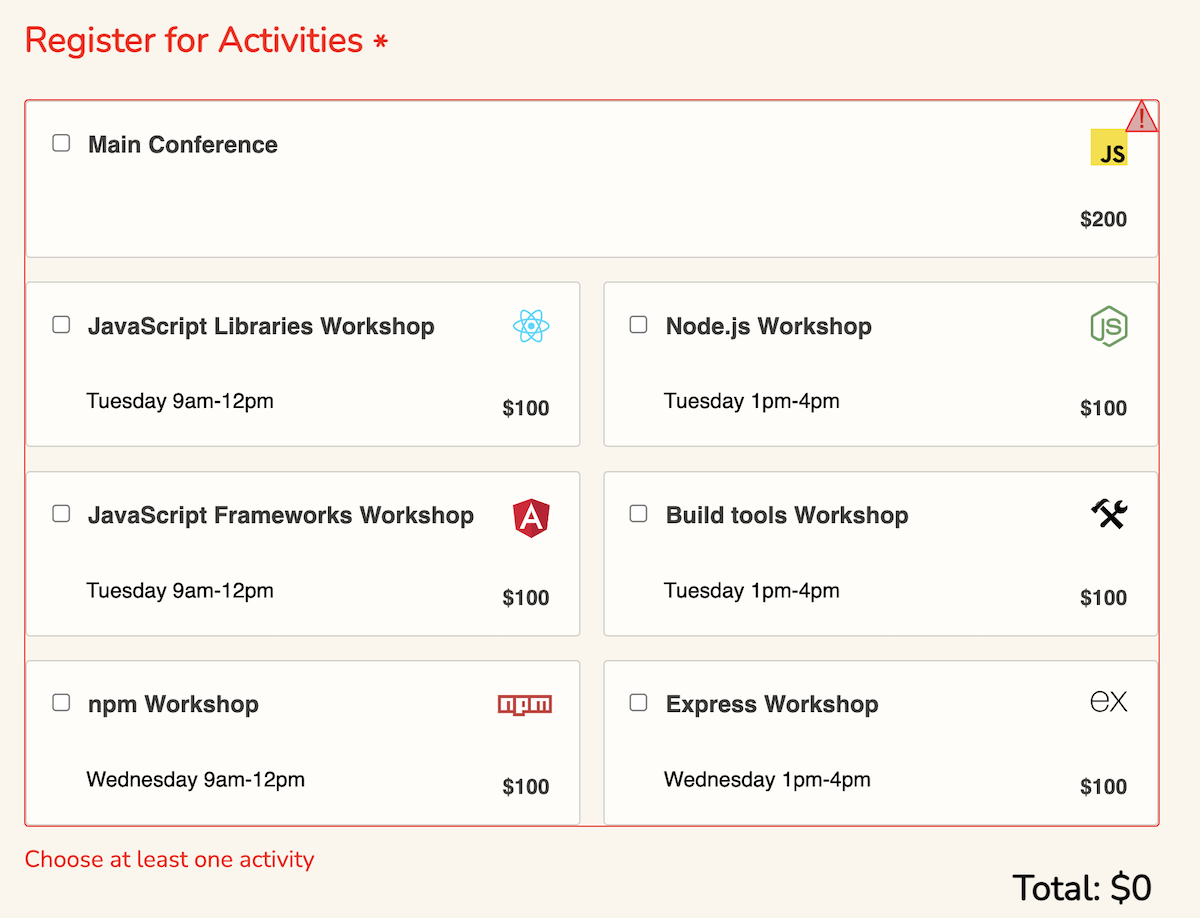 Register for Activities *
Main Conference
JS
$200
JavaScript Libraries Workshop
Tuesday 9am-12pm
$100
Node.js Workshop
JS
Tuesday 1pm-4pm
$100
JavaScript Frameworks Workshop
A
Tuesday 9am-12pm
$100
Build tools Workshop
Tuesday 1pm-4pm
$100
npm Workshop
npm
Wednesday 9am-12pm
$100
Express Workshop
ex
Wednesday 1pm-4pm
$100
Choose at least one activity
Total: $0